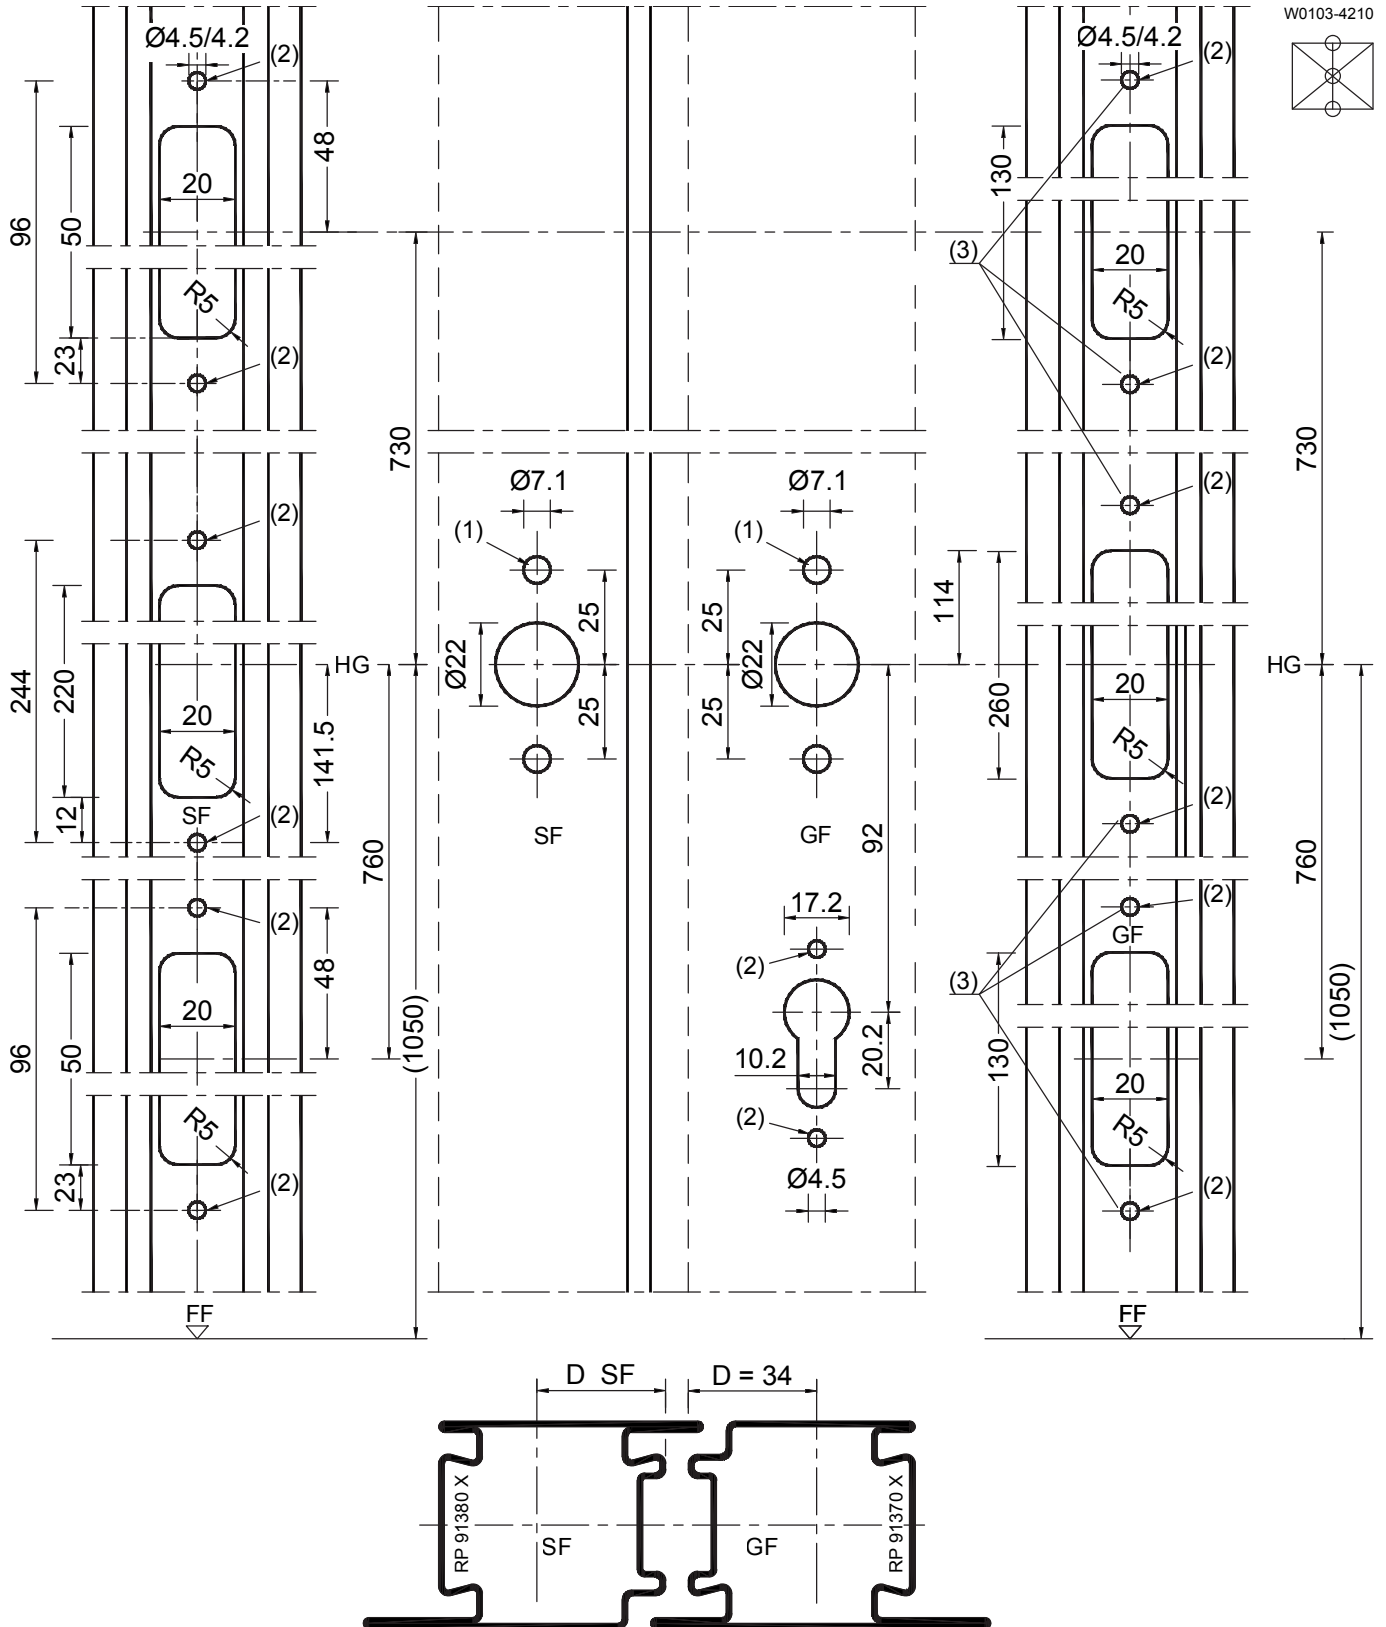 W0103-4210
Ø4.5/4.2
(2)
48
96
50
20
R5
23
(2)
(2)
244
220
20
R5
12
SF
(2)
HG
141.5
730
760
(1050)
(2)
96
50
20
48
R5
23
(2)
FF
Ø7.1
(1)
25
Ø22
25
SF
Ø7.1
(1)
25
Ø22
25
GF
92
17.2
(2)
10.2
20.2
(2)
Ø4.5
Ø4.5/4.2
(2)
130
(3)
20
R5
(2)
730
(2)
114
260
20
R5
HG
(2)
760
(1050)
(2)
GF
(3)
130
20
R5
(2)
FF
D SF
D = 34
RP 91380 X
SF
GF
RP 91370 X